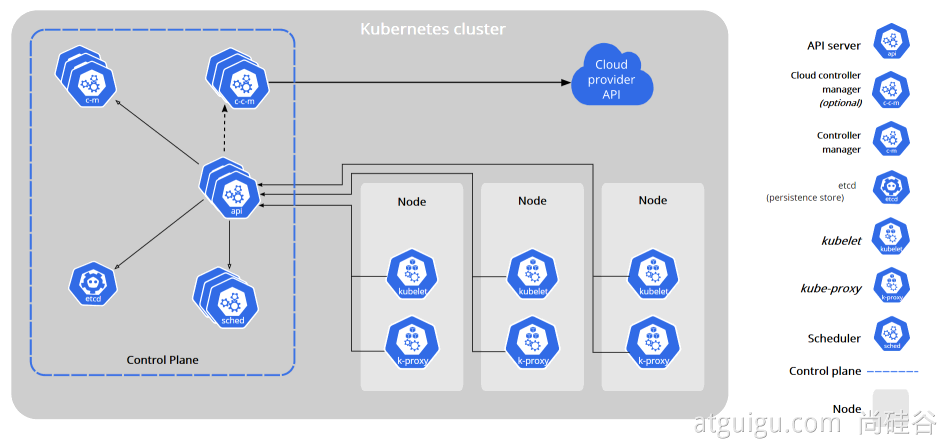 Kubernetes cluster
c-m
c-c-m
Cloud
provider
API
api
etcd
sched
Control Plane
Node
Node
Node
kubelet
kubelet
kubelet
k-proxy
k-proxy
k-proxy
API server
api
Cloud controller
manager
(optional)
c-c-m
Controller
manager
c-m
etcd
(persistence store)
etcd
kubelet
kubelet
kube-proxy
k-proxy
Scheduler
sched
Control plane
Node
atguigu.com 尚硅谷